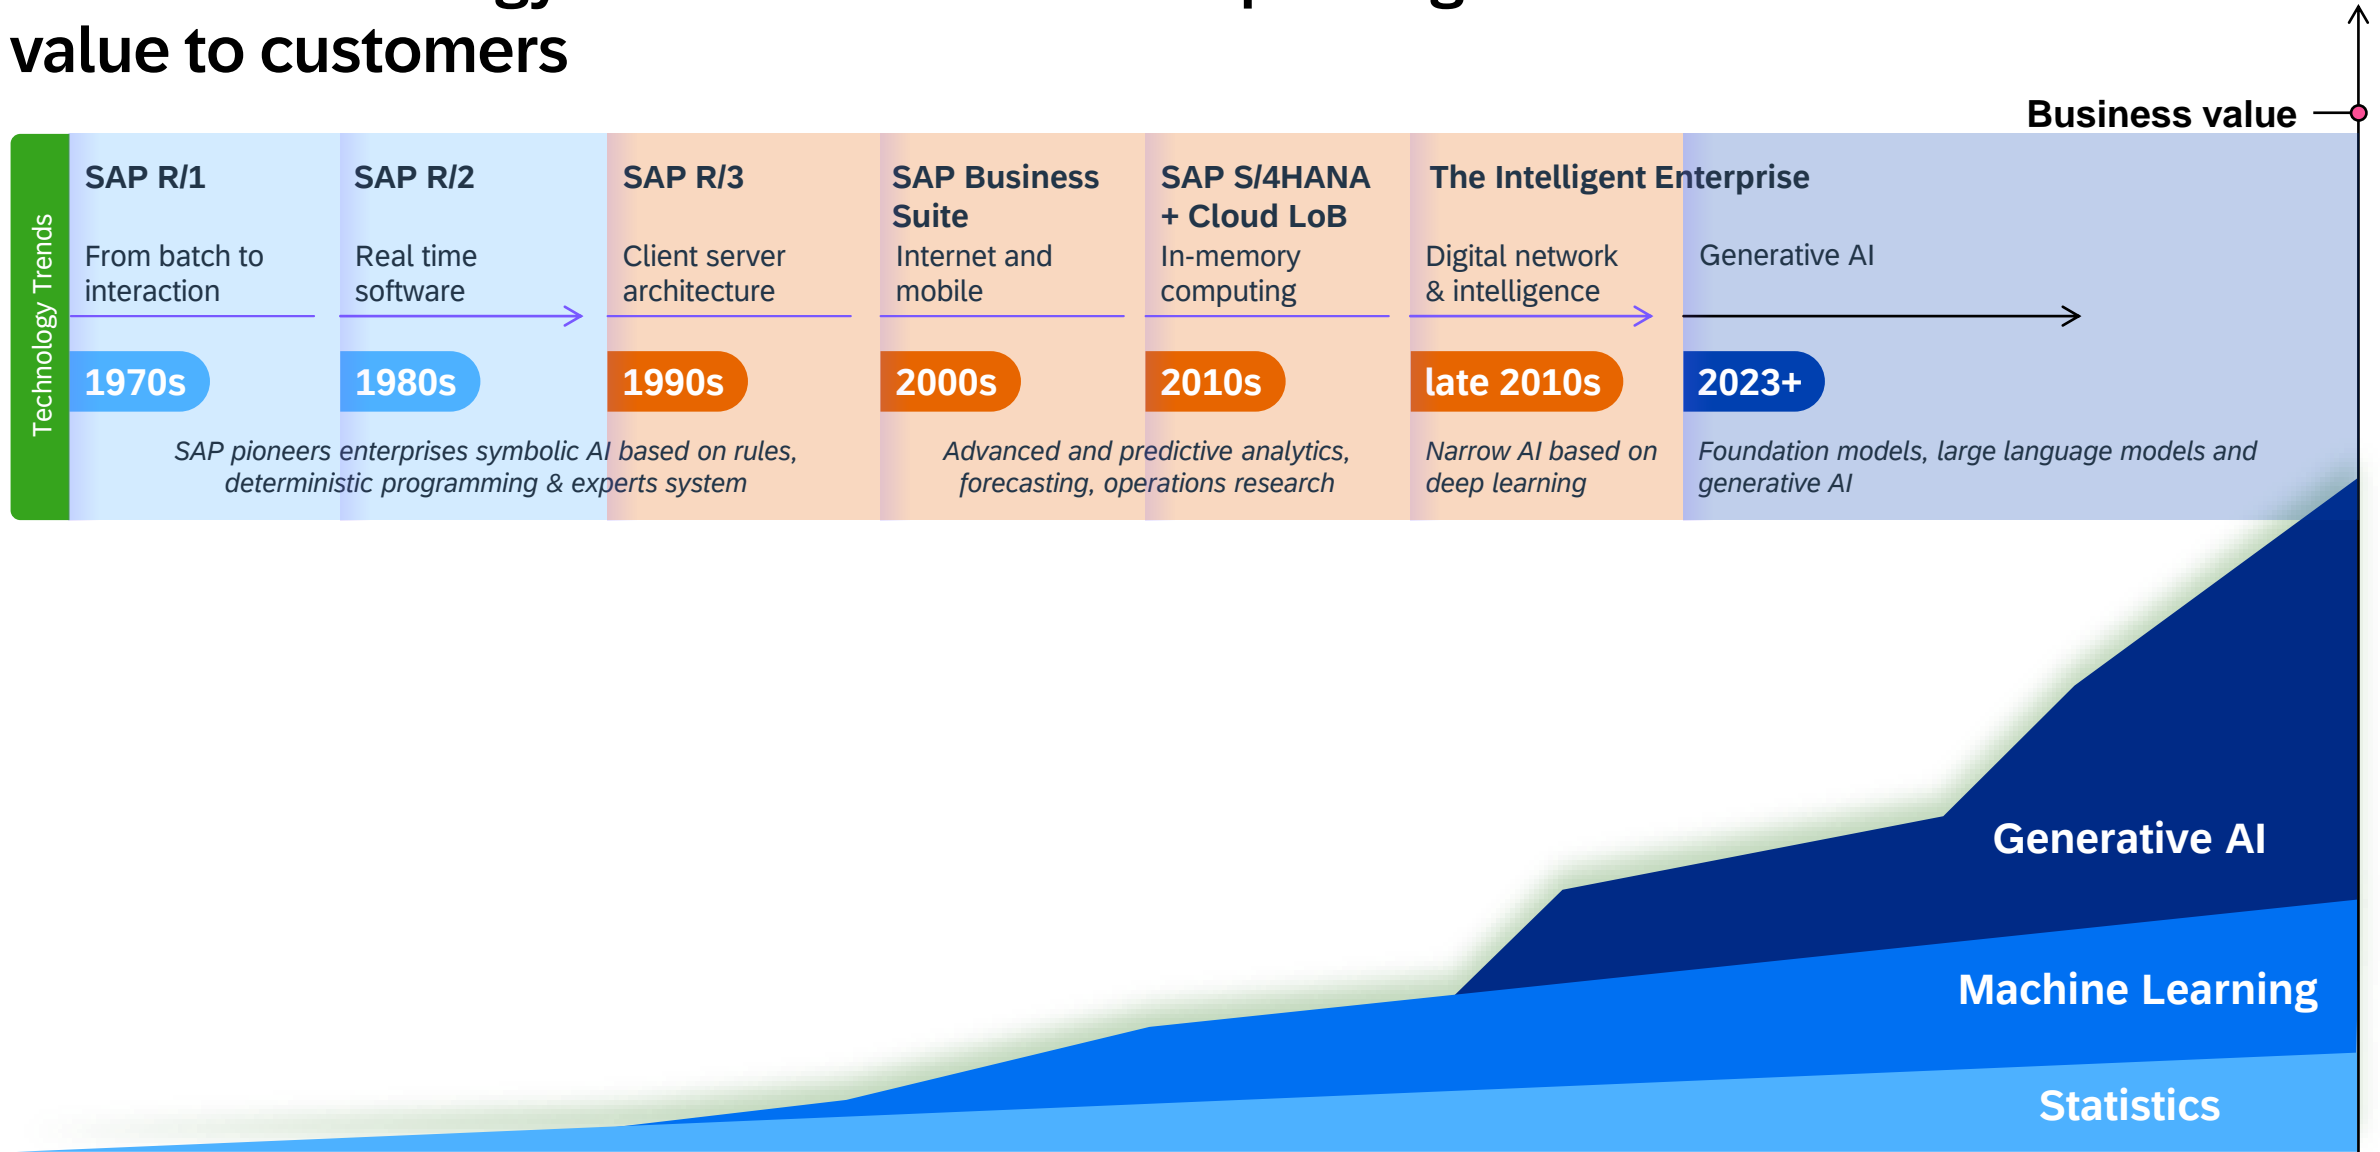 value to customers
Business value
Technology Trends
SAP R/1
From batch to
interaction
1970s
SAP R/2
Real time
software
1980s
SAP R/3
Client server
architecture
1990s
SAP pioneers enterprises symbolic AI based on rules,
deterministic programming & experts system
SAP Business
Suite
Internet and
mobile
2000s
SAP S/4HANA
+ Cloud LoB
In-memory
computing
2010s
Advanced and predictive analytics,
forecasting, operations research
The Intelligent Enterprise
Digital network
& intelligence
late 2010s
Narrow AI based on
deep learning
Generative AI
2023+
Foundation models, large language models and
generative AI
Generative AI
Machine Learning
Statistics